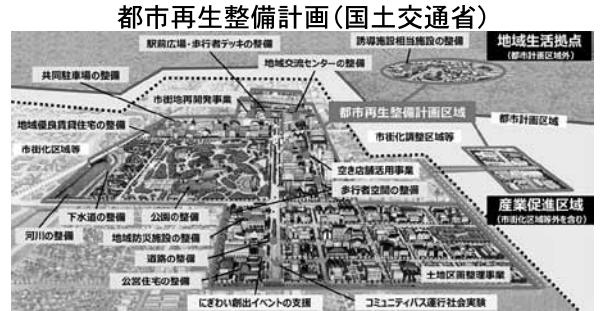 都市再生整備計画（国土交通省）
駅前広場・歩行者デッキの整備
誘導施設相当施設の整備
地域生活拠点
（都市計画区域外）
共同駐車場の整備
地域交流センターの整備
市街地再開発事業
都市再生整備計画区域
都市計画区域
地域優良賃貸住宅の整備
市街化調整区域等
市街化区域等
空き店舗活用事業
歩行者空間の整備
産業促進区域
（市街化区域等外を含む）
下水道の整備
公園の整備
河川の整備
地域防災施設の整備
道路の整備
土地区画整理事業
公営住宅の整備
にぎわい創出イベントの支援
コミュニティバス運行社会実験